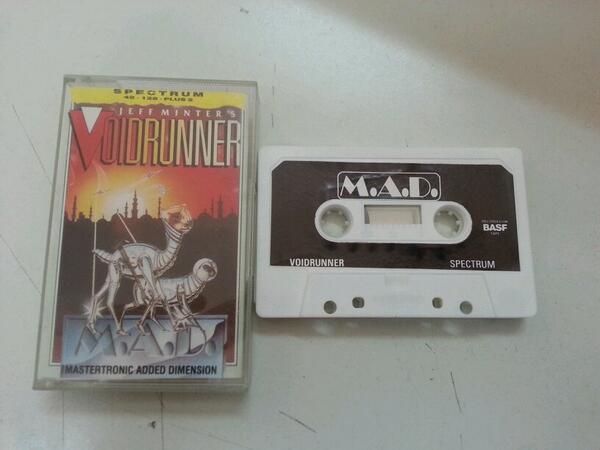 SPECTRUM
48 · 128 · PLUS 2
JEFF MINTER'S
VOIDRUNNER
M.A.D.
MASTERTRONIC ADDED DIMENSION
M.A.D.
BASF
VOIDRUNNER SPECTRUM